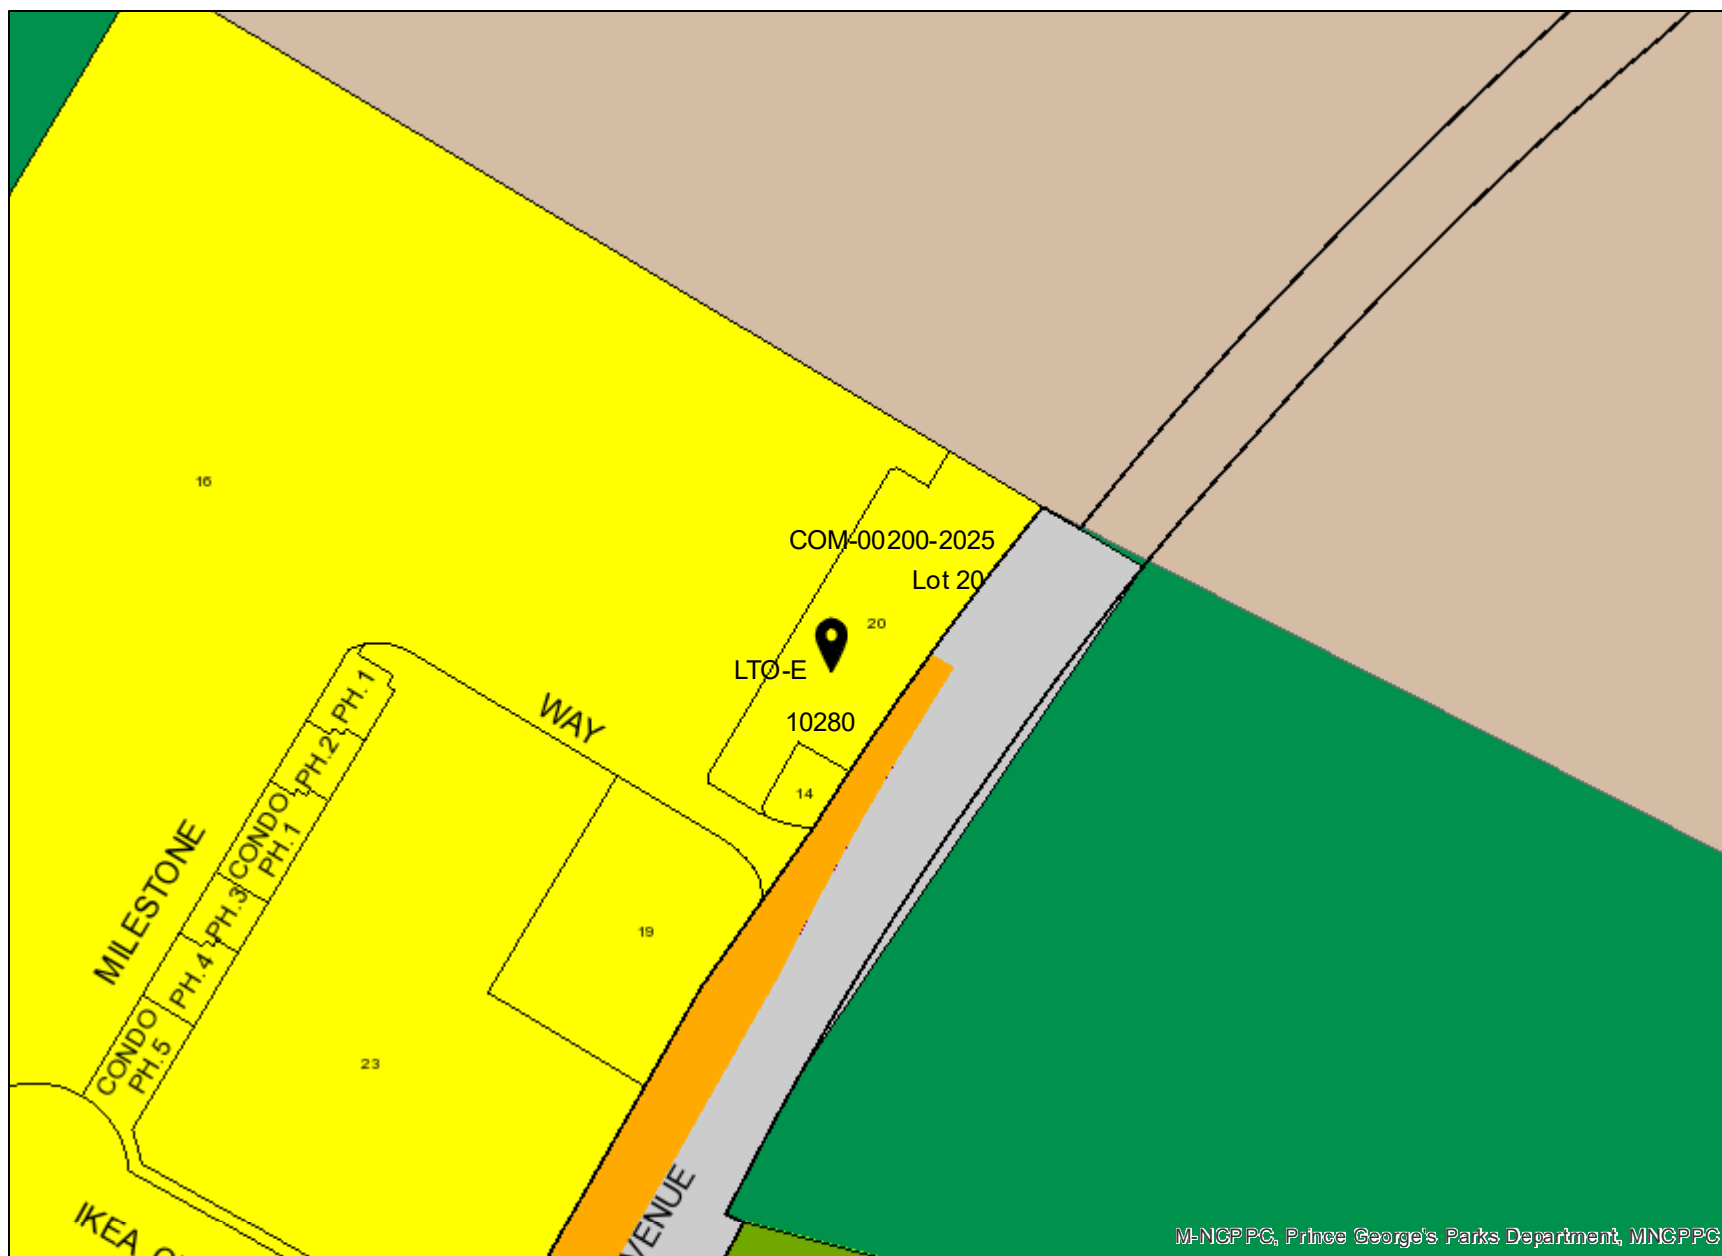 16
COM-00200-2025
Lot 20
20
LTO-E
10280
14
WAY
PH.1
PH.2
CONDO
PH.1
PH.3
PH.4
CONDO
PH.5
MILESTONE
19
23
IKEA
VENUE
M-NCPPC, Prince George's Parks Department, MNCPPC